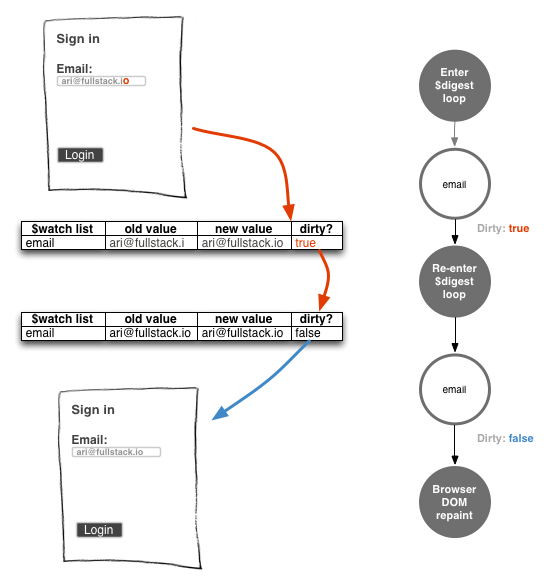 Sign in
Email:
ari@fullstack.io
Login
$watch list old value new value dirty?
email ari@fullstack.i ari@fullstack.io true
$watch list old value new value dirty?
email ari@fullstack.io ari@fullstack.io false
Sign in
Email:
ari@fullstack.io
Login
Enter
$digest
loop
email
Dirty: true
Re-enter
$digest
loop
email
Dirty: false
Browser
DOM
repaint